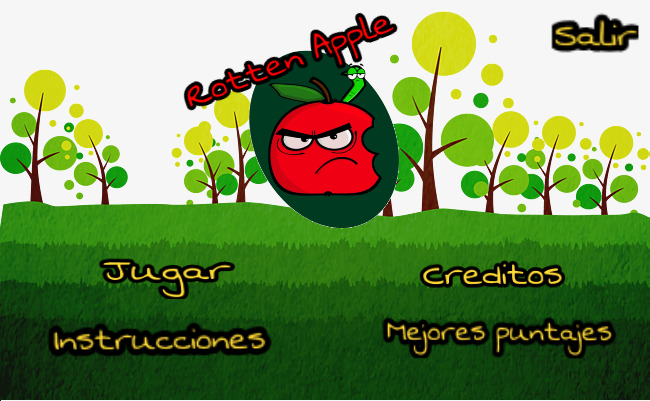 Rotten Apple
Salir
Jugar
Creditos
Instrucciones
Mejores puntajes